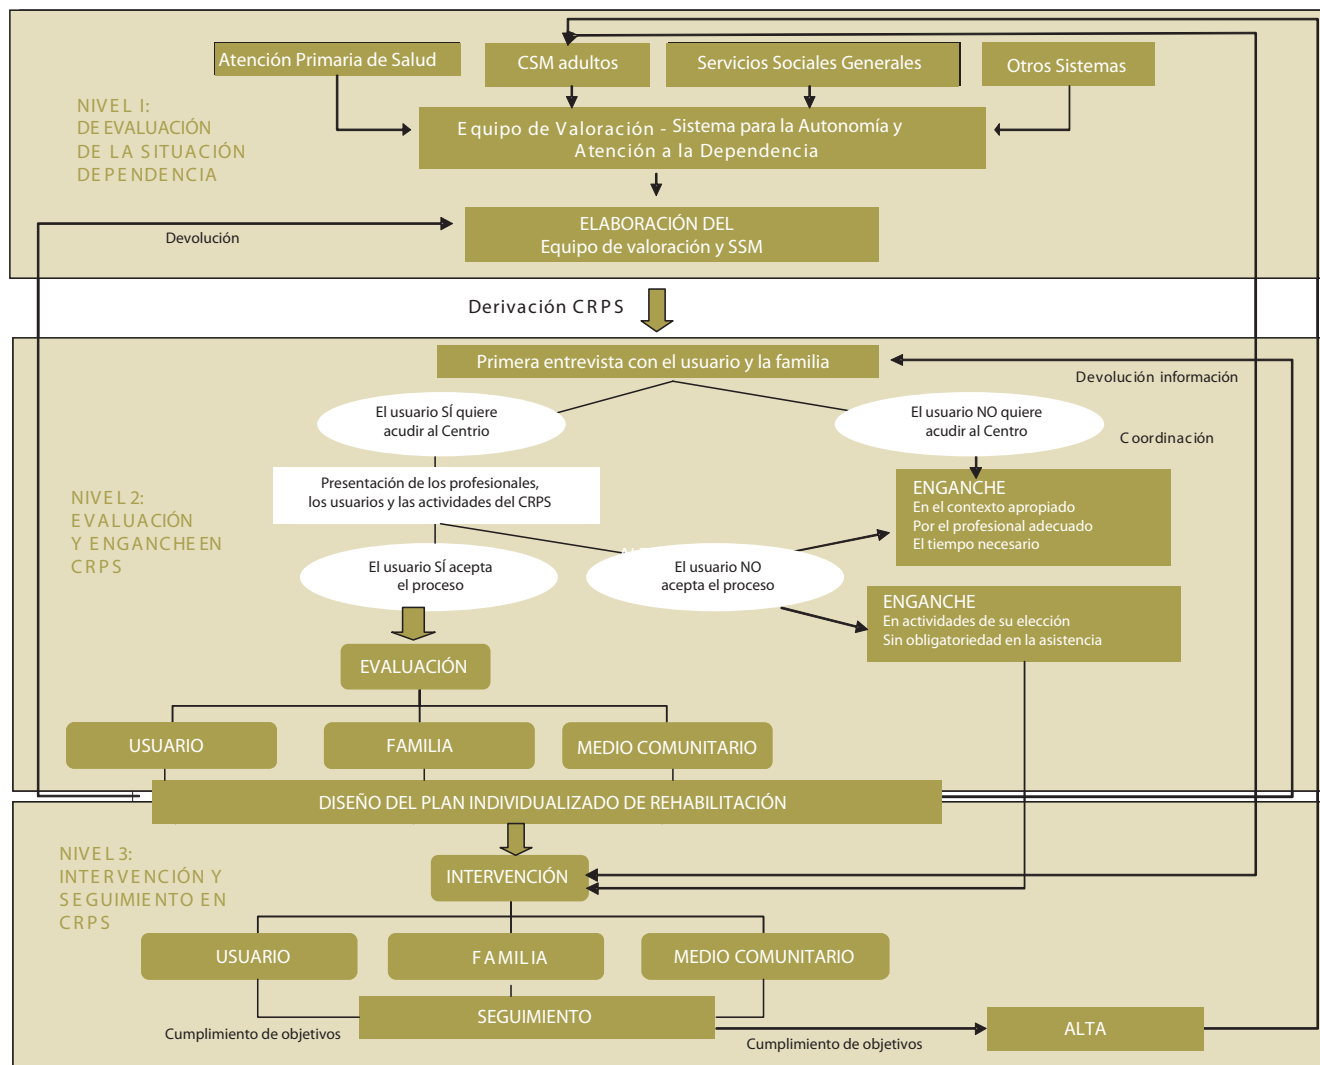 Atención Primaria de Salud
CSM adultos
Servicios Sociales Generales
Otros Sistemas
NIVEL I:
DE EVALUACIÓN
DE LA SITUACIÓN
DEPENDENCIA
Equipo de Valoración - Sistema para la Autonomía y
Atención a la Dependencia
ELABORACIÓN DEL
Equipo de valoración y SSM
Devolución
Derivación CRPS
Primera entrevista con el usuario y la familia
Devolución información
El usuario SÍ quiere
acudir al Centrio
El usuario NO quiere
acudir al Centro
Coordinación
NIVEL 2:
EVALUACIÓN
Y ENGANCHEEN
CRPS
Presentación de los profesionales,
los usuarios y las actividades del CRPS
ENGANCHE
En el contexto apropiado
Por el profesional adecuado
El tiempo necesario
El usuario SÍ acepta
el proceso
El usuario NO
acepta el proceso
ENGANCHE
En actividades de su elección
Sin obligatoriedad en la asistencia
EVALUACIÓN
USUARIO
FAMILIA
MEDIO COMUNITARIO
DISEÑO DEL PLAN INDIVIDUALIZADO DE REHABILITACIÓN
NIVEL 3:
INTERVENCIÓN Y
SEGUIMIENTO EN
CRPS
INTERVENCIÓN
USUARIO
FAMILIA
MEDIO COMUNITARIO
SEGUIMIENTO
Cumplimiento de objetivos
Cumplimiento de objetivos
ALTA